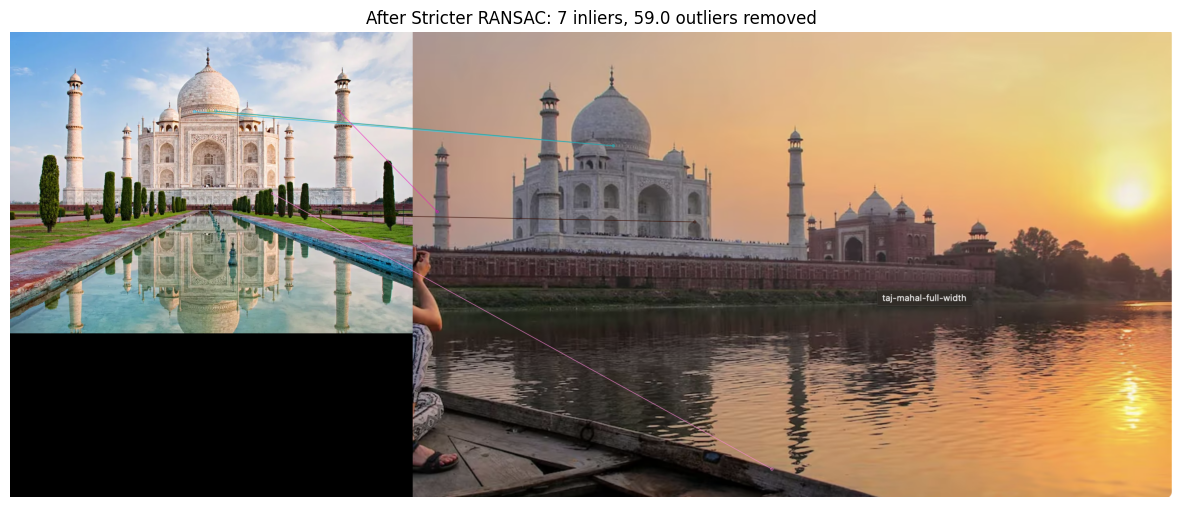 After Stricter RANSAC: 7 inliers, 59.0 outliers removed
taj-mahal-full-width